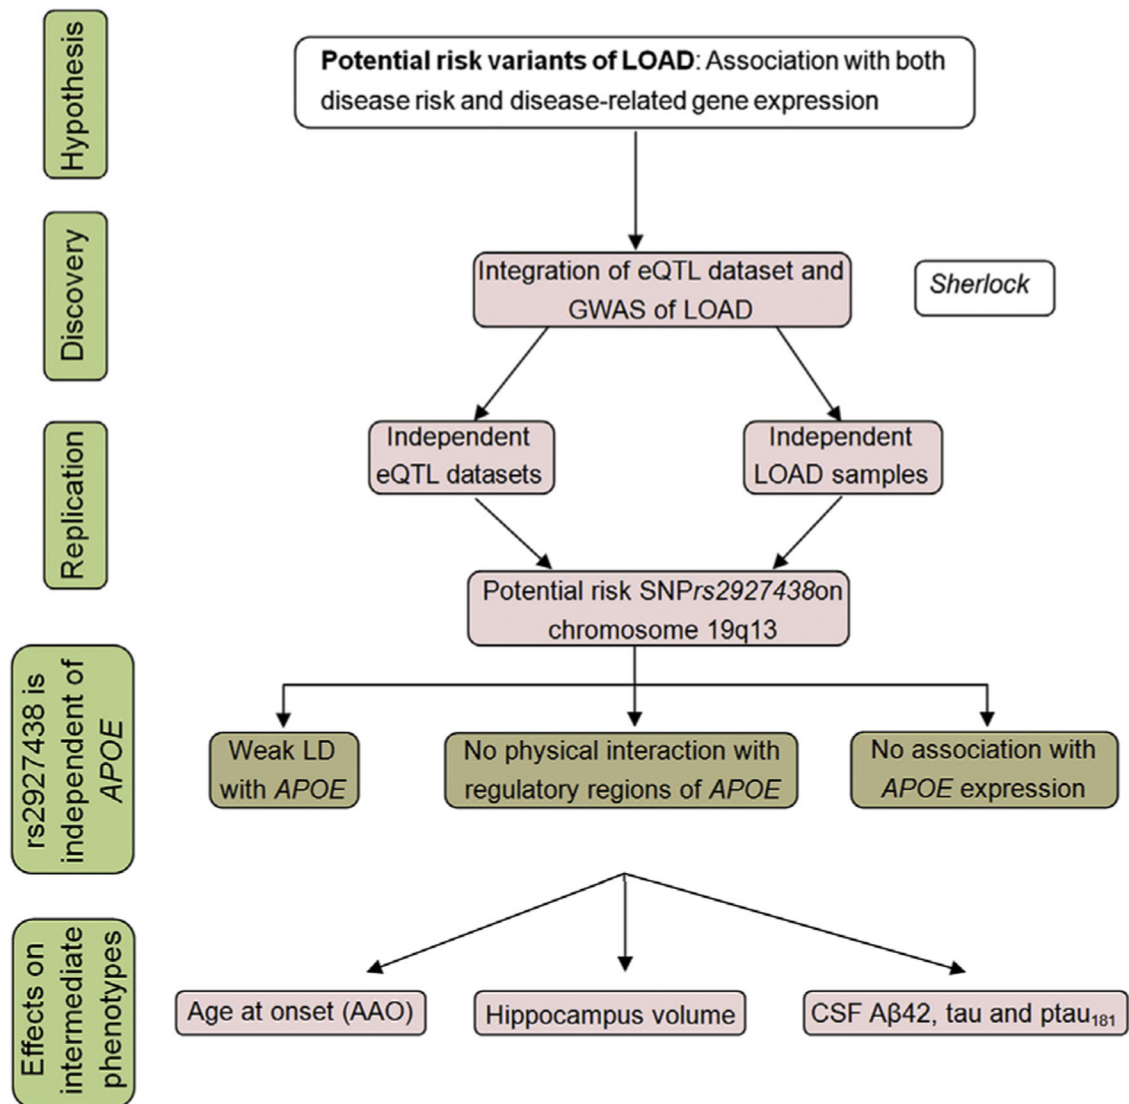 Hypothesis
Potential risk variants of LOAD: Association with both
disease risk and disease-related gene expression
Discovery
Integration of eQTL dataset and
GWAS of LOAD
Sherlock
Replication
Independent
eQTL datasets
Independent
LOAD samples
Potential risk SNPrs2927438on
chromosome 19q13
rs2927438 is
independent of
APOE
Weak LD
with APOE
No physical interaction with
regulatory regions of APOE
No association with
APOE expression
Effects on
intermediate
phenotypes
Age at onset (AAO)
Hippocampus volume
CSF Aβ42, tau and ptau₁₈₁